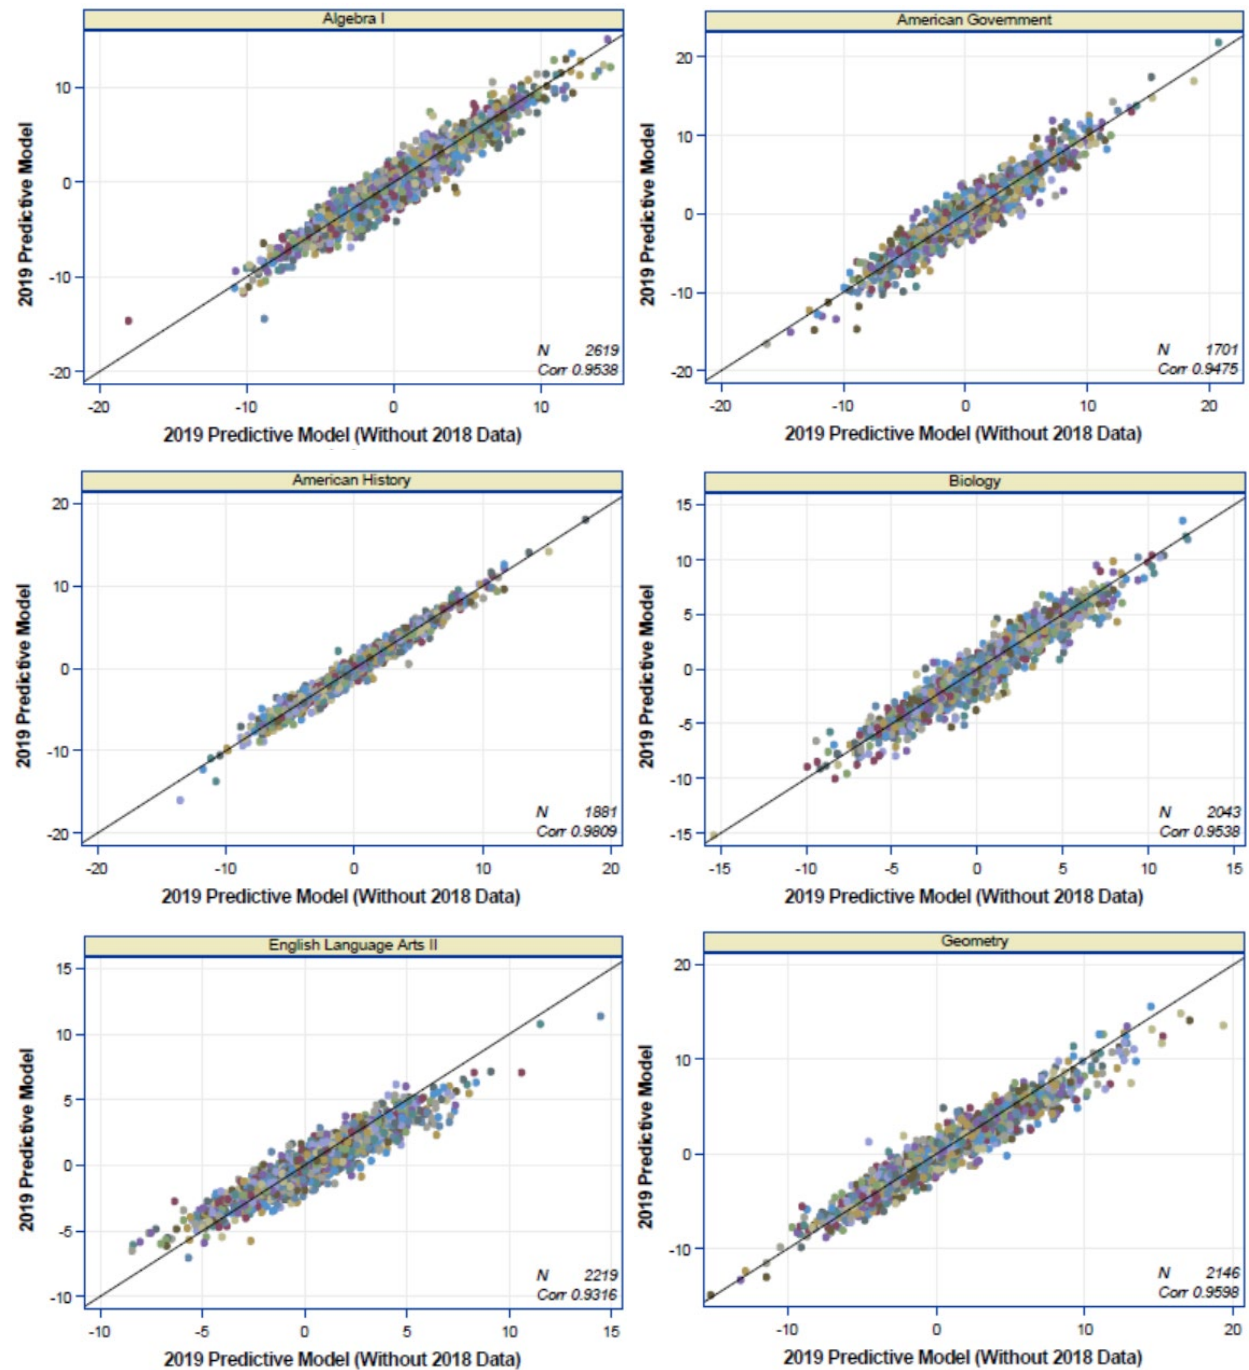 Algebra I
2019 Predictive Model
10
0
-10
-20
N 2619
Corr 0.9538
-20 -10 0 10
2019 Predictive Model (Without 2018 Data)
American Government
2019 Predictive Model
20
10
0
-10
-20
N 1701
Corr 0.9475
-20 -10 0 10 20
2019 Predictive Model (Without 2018 Data)
American History
2019 Predictive Model
20
10
0
-10
-20
N 1881
Corr 0.9809
-20 -10 0 10 20
2019 Predictive Model (Without 2018 Data)
Biology
2019 Predictive Model
15
10
5
0
-5
-10
-15
N 2043
Corr 0.9538
-15 -10 -5 0 5 10 15
2019 Predictive Model (Without 2018 Data)
English Language Arts II
2019 Predictive Model
15
10
5
0
-5
-10
N 2219
Corr 0.9316
-10 -5 0 5 10 15
2019 Predictive Model (Without 2018 Data)
Geometry
2019 Predictive Model
20
10
0
-10
N 2146
Corr 0.9598
-10 0 10 20
2019 Predictive Model (Without 2018 Data)